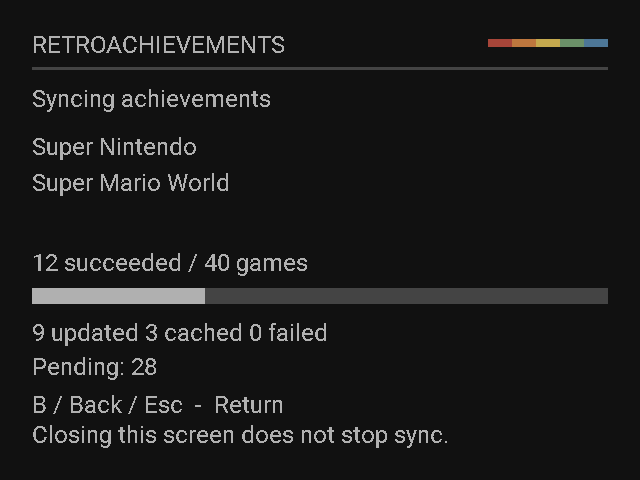 RETROACHIEVEMENTS
Syncing achievements
Super Nintendo
Super Mario World
12 succeeded / 40 games
9 updated 3 cached 0 failed
Pending: 28
B / Back / Esc - Return
Closing this screen does not stop sync.